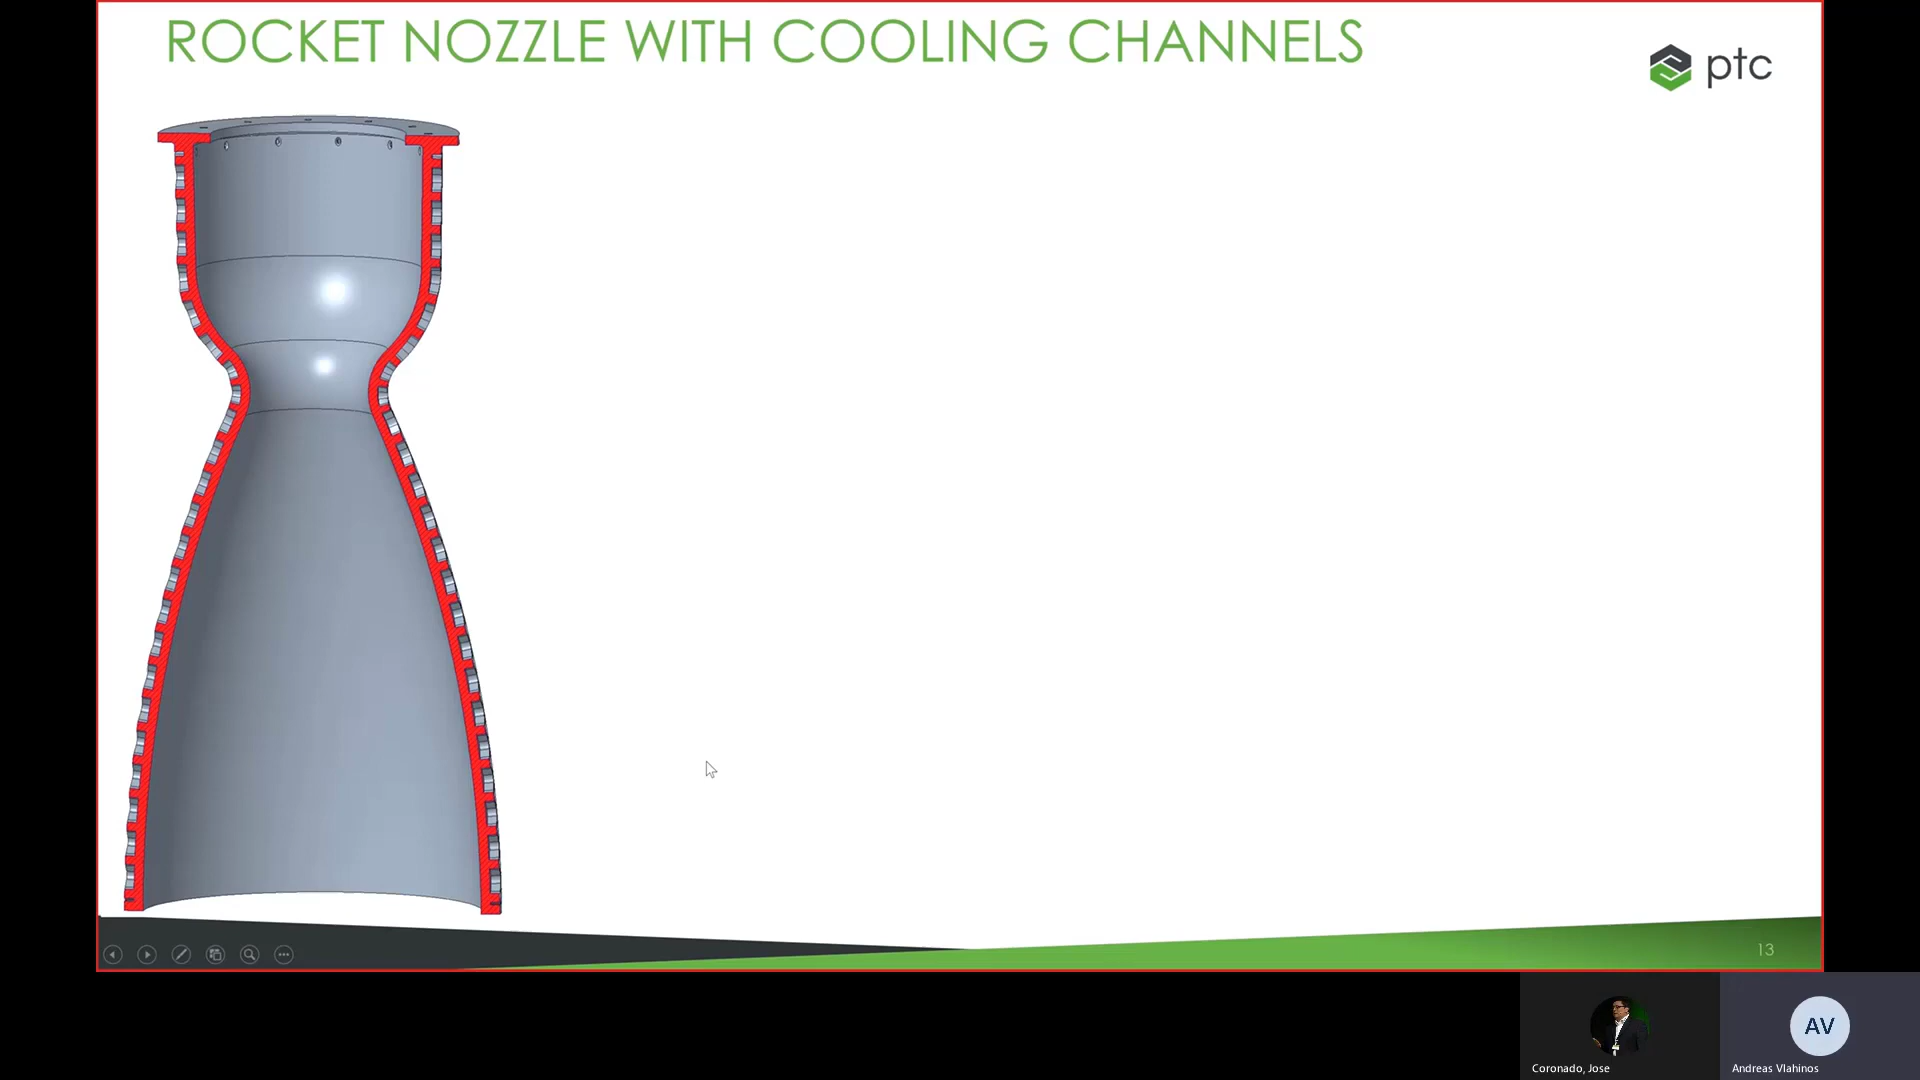 ROCKET NOZZLE WITH COOLING CHANNELS
ptc
13
AV
Coronado, Jose
Andreas Vlahinos